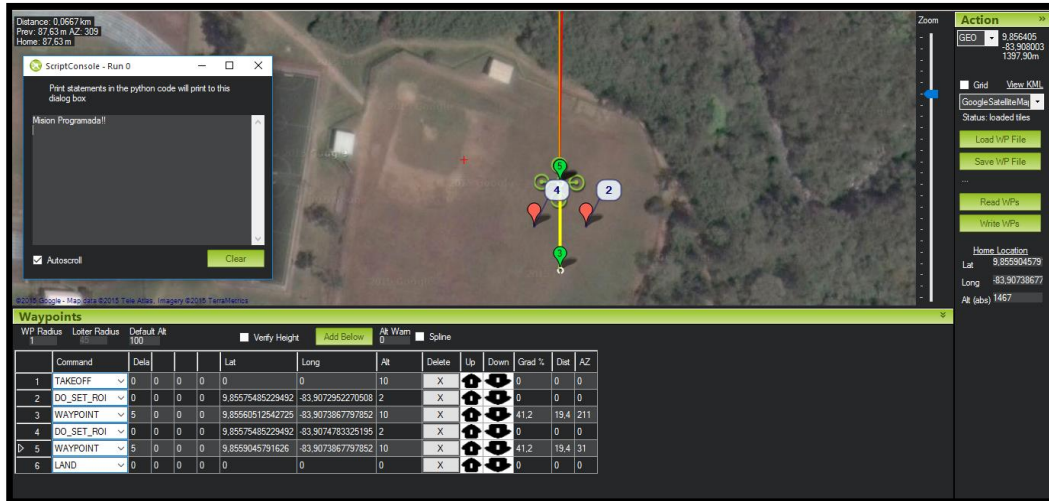 Distance: 0,0667 km
Prev: 87,63 m AZ: 309
Home: 87,63 m
ScriptConsole - Run 0
Print statements in the python code will print to this
dialog box
Mision Programada!!
Autoscroll
Clear
5
4
2
3
©2015 Google - Map data ©2015 Tele Atlas, Imagery ©2015 TerraMetrics
Zoom
Action »
GEO 9,856405
-83,908003
1397,90m
Grid View KML
GoogleSatelliteMap
Status: loaded tiles
Load WP File
Save WP File
...
Read WPs
Write WPs
Home Location
Lat 9,855904579
Long -83,90738677
Alt (abs) 1467
Waypoints
WP Radius Loiter Radius Default Alt
1 45 100 Verify Height Add Below Alt Warn 0 Spline
Command Dela Lat Long Alt Delete Up Down Grad % Dist AZ
1 TAKEOFF 0 0 0 0 0 0 10 X 0 0 0
2 DO_SET_ROI 0 0 0 0 9,85575485229492 -83,9072952270508 2 X 0 0 0
3 WAYPOINT 5 0 0 0 9,85560512542725 -83,9073867797852 10 X 41,2 19,4 211
4 DO_SET_ROI 0 0 0 0 9,85575485229492 -83,9074783325195 2 X 0 0 0
5 WAYPOINT 5 0 0 0 9,8559045791626 -83,9073867797852 10 X 41,2 19,4 31
6 LAND 0 0 0 0 0 0 0 X 0 0 0